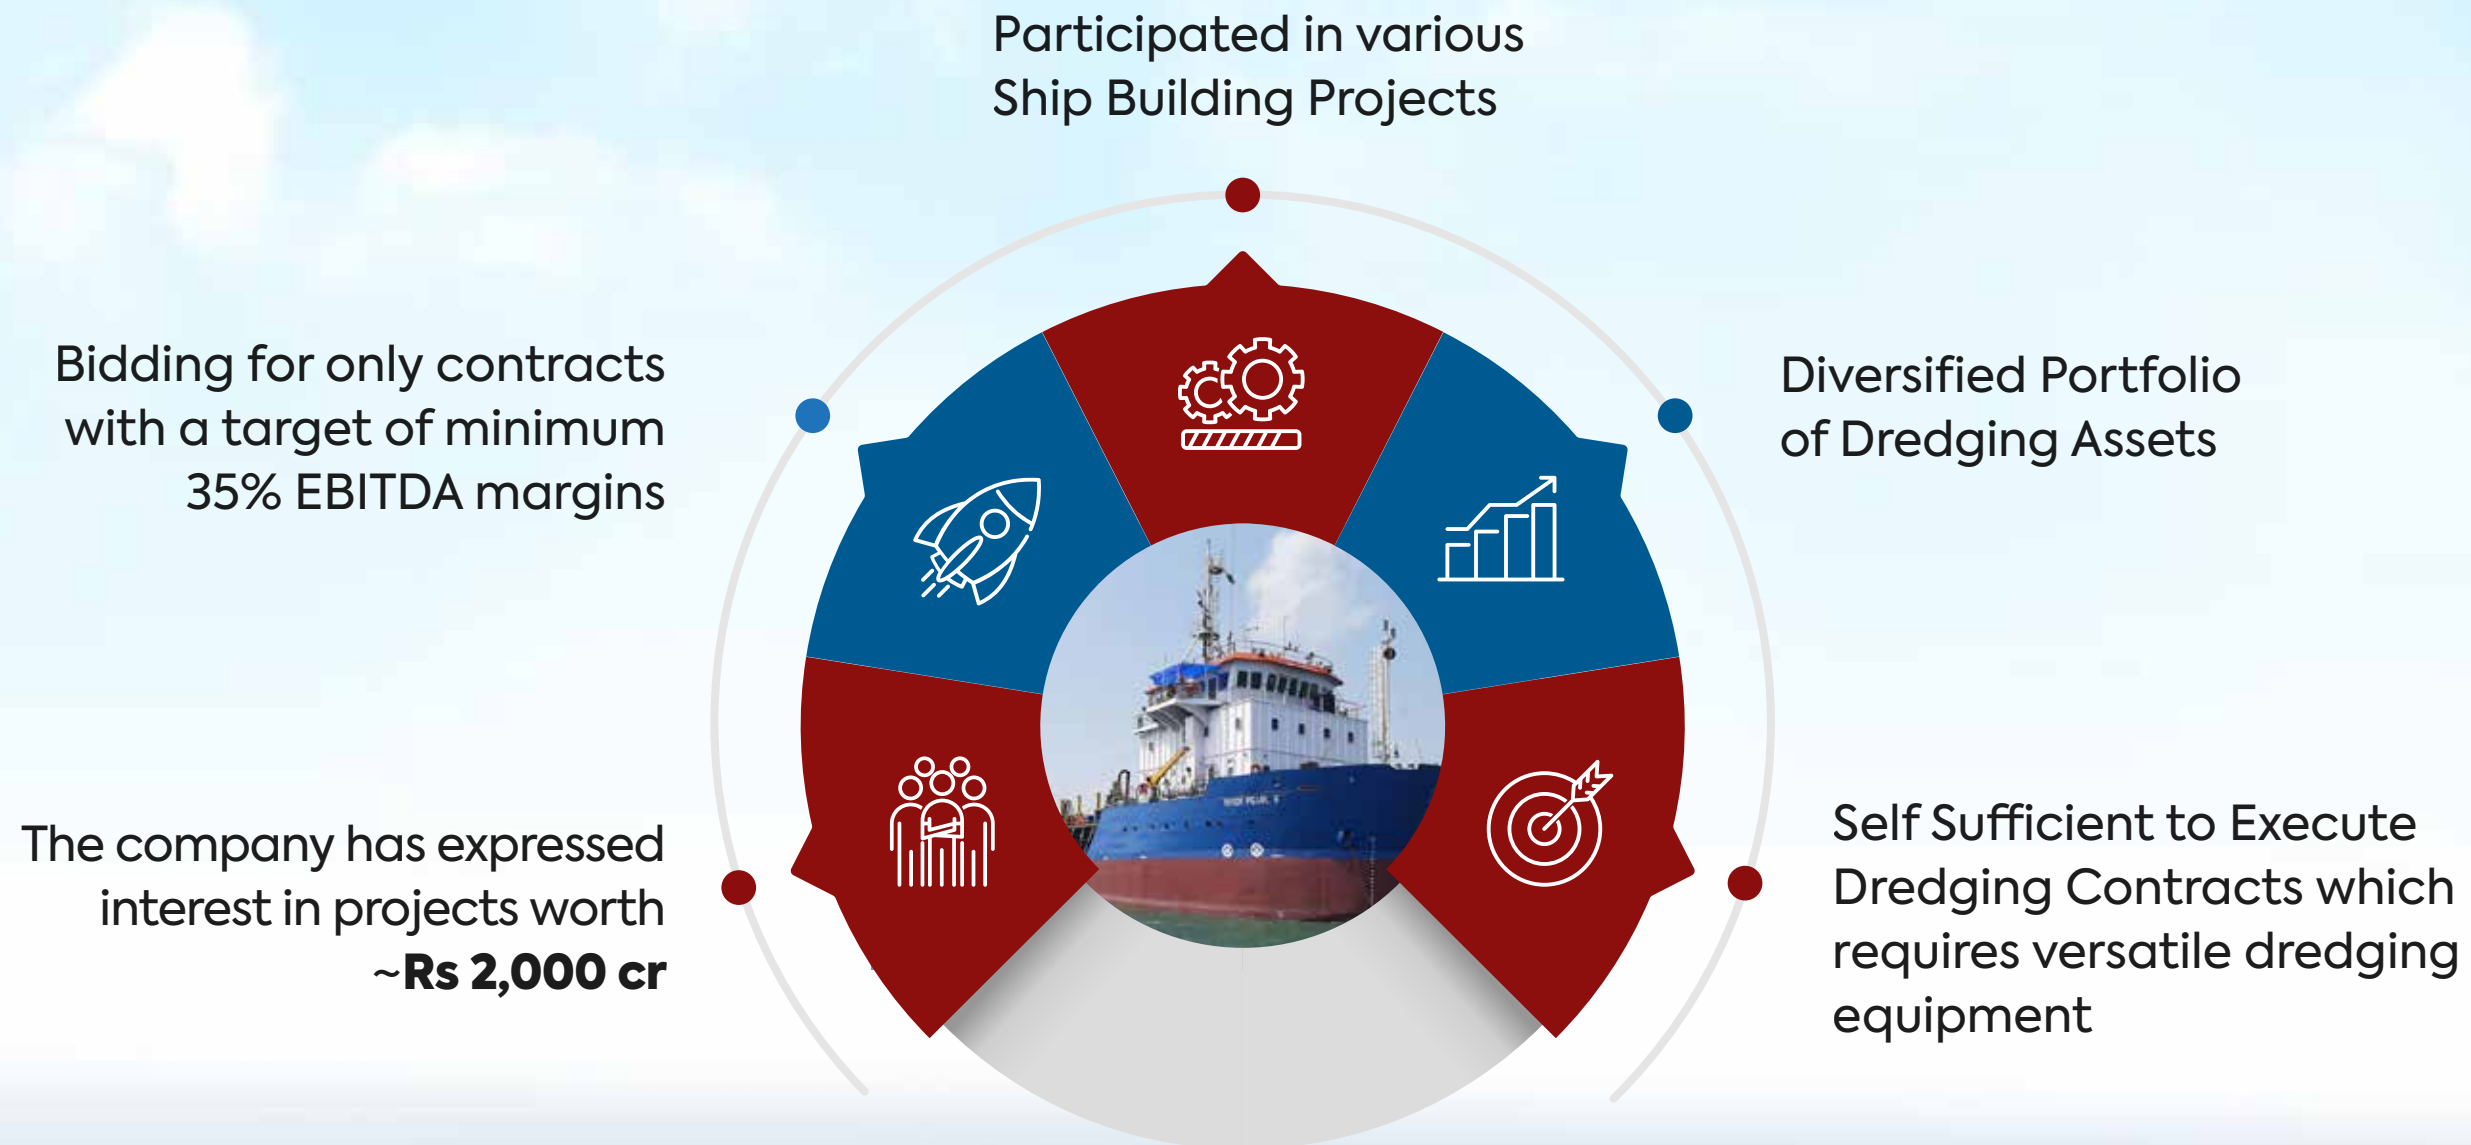 Participated in various
Ship Building Projects
Bidding for only contracts
with a target of minimum
35% EBITDA margins
Diversified Portfolio
of Dredging Assets
The company has expressed
interest in projects worth
~Rs 2,000 cr
Self Sufficient to Execute
Dredging Contracts which
requires versatile dredging
equipment